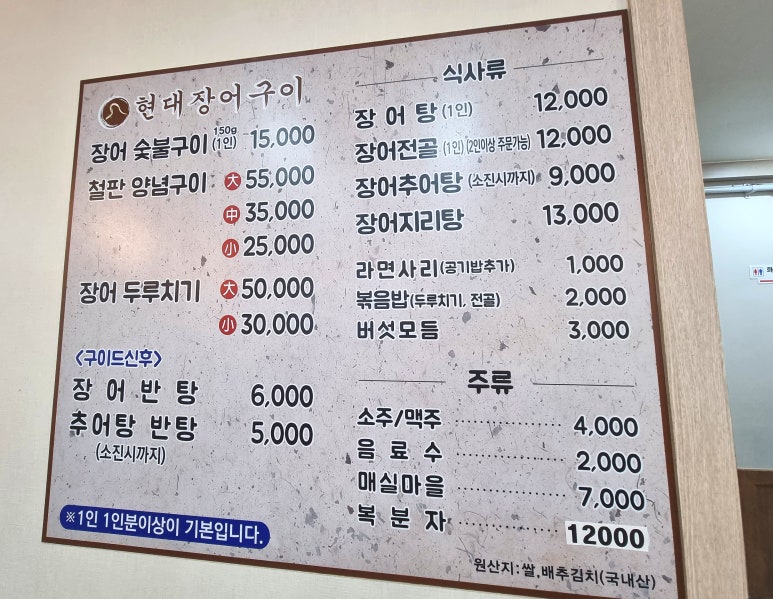 현대장어구이
장어 숯불구이 150g (1인) 15,000
철판 양념구이 大 55,000
中 35,000
小 25,000
장어 두루치기 大 50,000
小 30,000
<구이드신후>
장어반탕 6,000
추어탕 반탕 5,000
(소진시까지)
※1인 1인분이상이 기본입니다.
식사류
장어탕 (1인) 12,000
장어전골 (1인) (2인이상 주문가능) 12,000
장어추어탕 (소진시까지) 9,000
장어지리탕 13,000
라면사리 (공기밥추가) 1,000
볶음밥 (두루치기, 전골) 2,000
버섯모듬 3,000
주류
소주/맥주 4,000
음료수 2,000
매실마을 7,000
복분자 12000
원산지:쌀,배추김치(국내산)